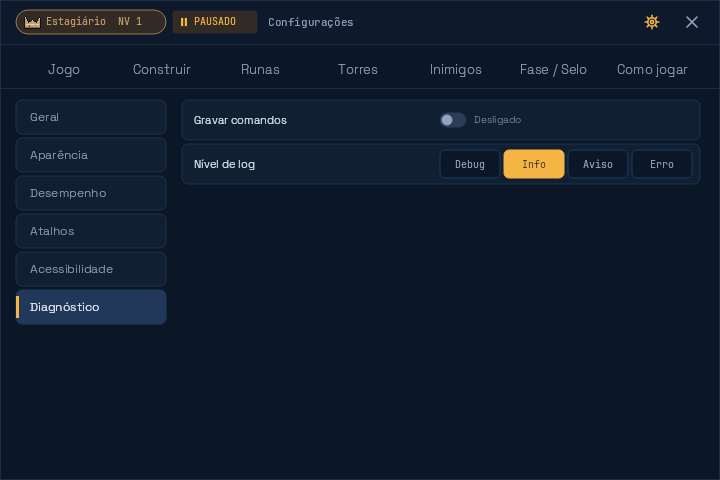 Estagiário NV 1 PAUSADO Configurações
Jogo Construir Runas Torres Inimigos Fase / Selo Como jogar
Geral
Aparência
Desempenho
Atalhos
Acessibilidade
Diagnóstico
Gravar comandos Desligado
Nível de log Debug Info Aviso Erro